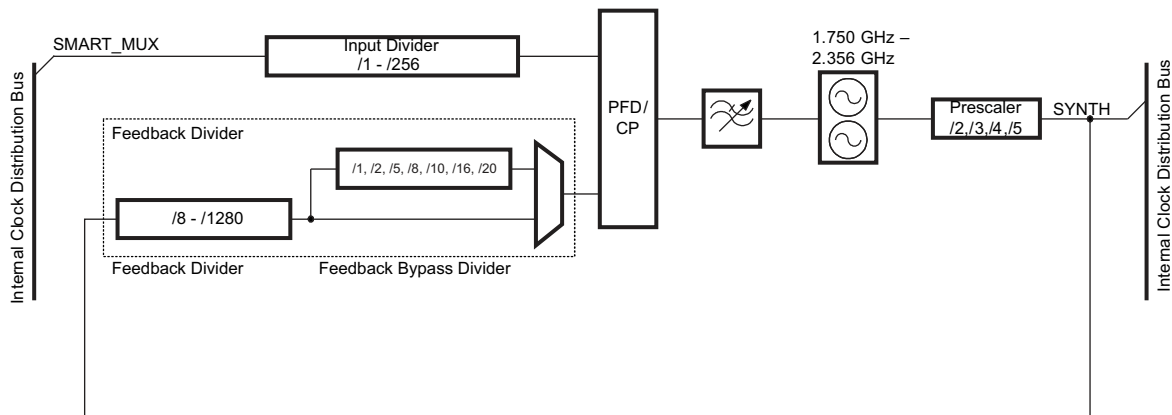 Internal Clock Distribution Bus
SMART_MUX
Input Divider
/1 - /256
PFD/
CP
1.750 GHz –
2.356 GHz
Prescaler
/2,/3,/4,/5
SYNTH
Internal Clock Distribution Bus
Feedback Divider
/1, /2, /5, /8, /10, /16, /20
/8 - /1280
Feedback Divider
Feedback Bypass Divider